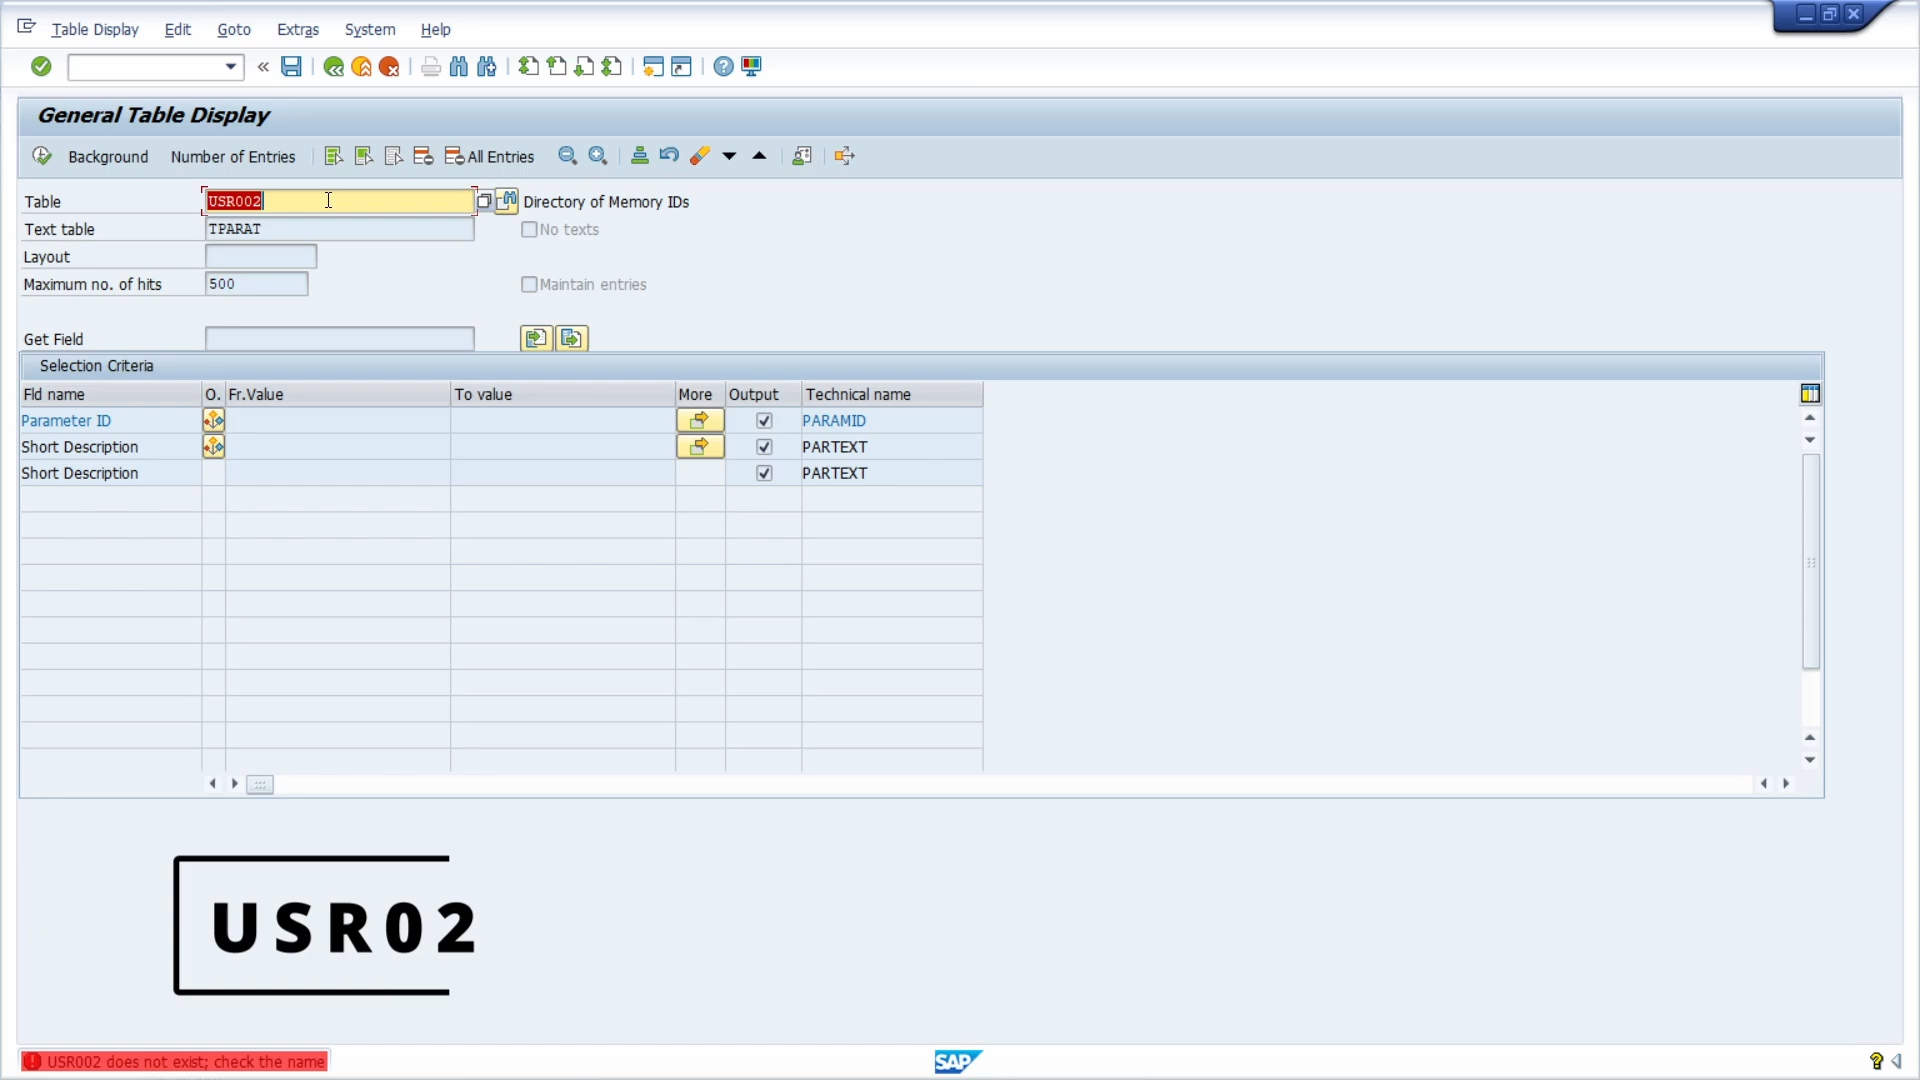 Table Display Edit Goto Extras System Help
General Table Display
Background Number of Entries All Entries
Table USR002 Directory of Memory IDs
Text table TPARAT No texts
Layout
Maximum no. of hits 500 Maintain entries
Get Field
Selection Criteria
Fld name O. Fr.Value To value More Output Technical name
Parameter ID PARAMID
Short Description PARTEXT
Short Description PARTEXT
USR02
USR002 does not exist; check the name
SAP